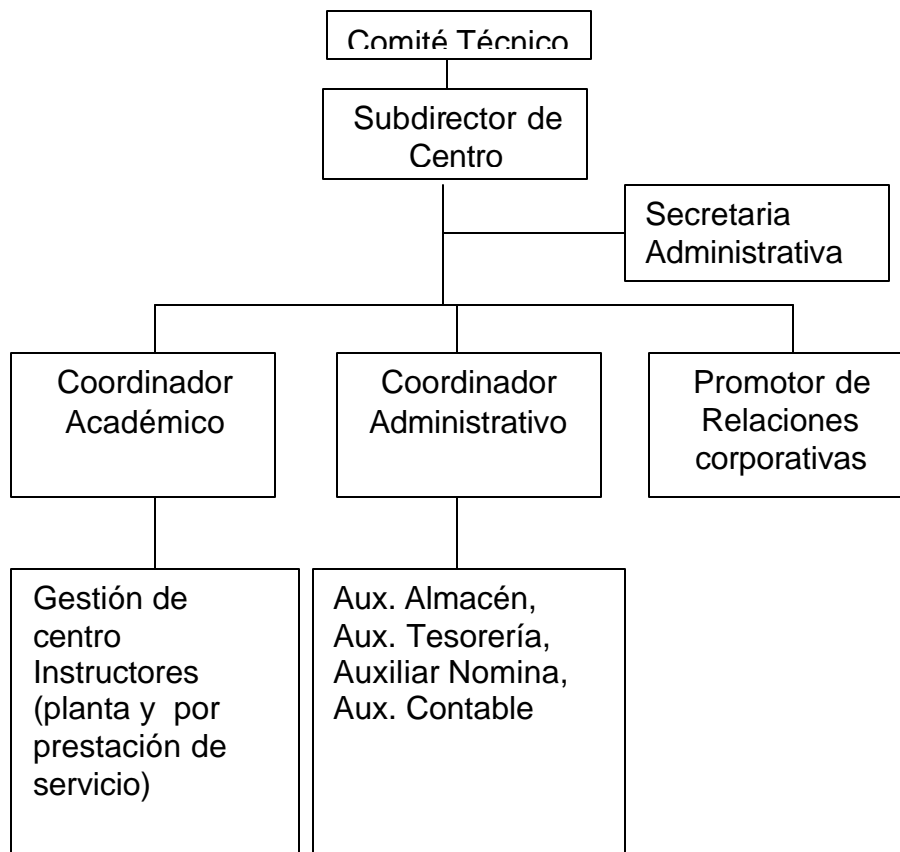 Comité Técnico
Subdirector de
Centro
Secretaria
Administrativa
Coordinador
Académico
Coordinador
Administrativo
Promotor de
Relaciones
corporativas
Gestión de
centro
Instructores
(planta y por
prestación de
servicio)
Aux. Almacén,
Aux. Tesorería,
Auxiliar Nomina,
Aux. Contable